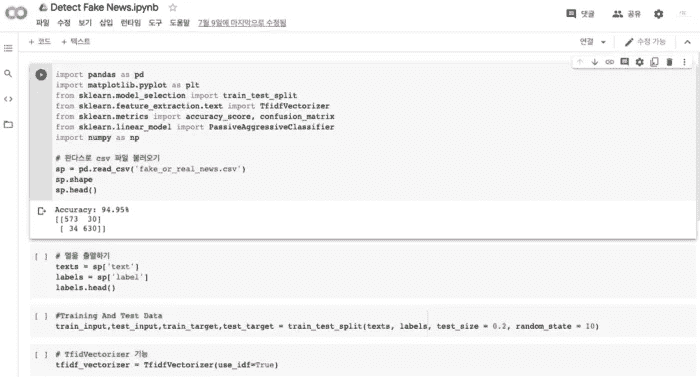 Detect Fake News.ipynb
파일 수정 보기 삽입 런타임 도구 도움말 7월 9일에 마지막으로 수정됨
댓글 공유
+ 코드 + 텍스트
연결 수정 가능
import pandas as pd
import matplotlib.pyplot as plt
from sklearn.model_selection import train_test_split
from sklearn.feature_extraction.text import TfidfVectorizer
from sklearn.metrics import accuracy_score, confusion_matrix
from sklearn.linear_model import PassiveAggressiveClassifier
import numpy as np
# 판다스로 csv 파일 불러오기
sp = pd.read_csv('fake_or_real_news.csv')
sp.shape
sp.head()
Accuracy: 94.95%
[[573 30]
[ 34 630]]
[ ] # 열을 출람하기
texts = sp['text']
labels = sp['label']
labels.head()
[ ] #Training And Test Data
train_input,test_input,train_target,test_target = train_test_split(texts, labels, test_size = 0.2, random_state = 10)
[ ] # TfidVectorizer 기능
tfidf_vectorizer = TfidfVectorizer(use_idf=True)